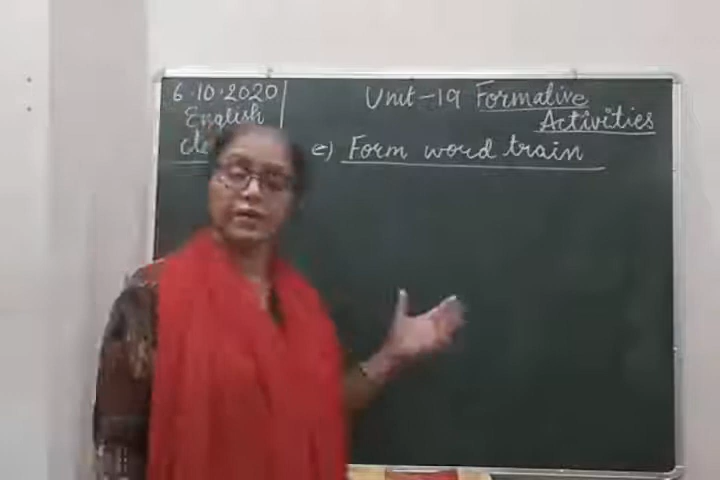 6.10.2020
English
Unit-19 Formative
Activities
e) Form word train